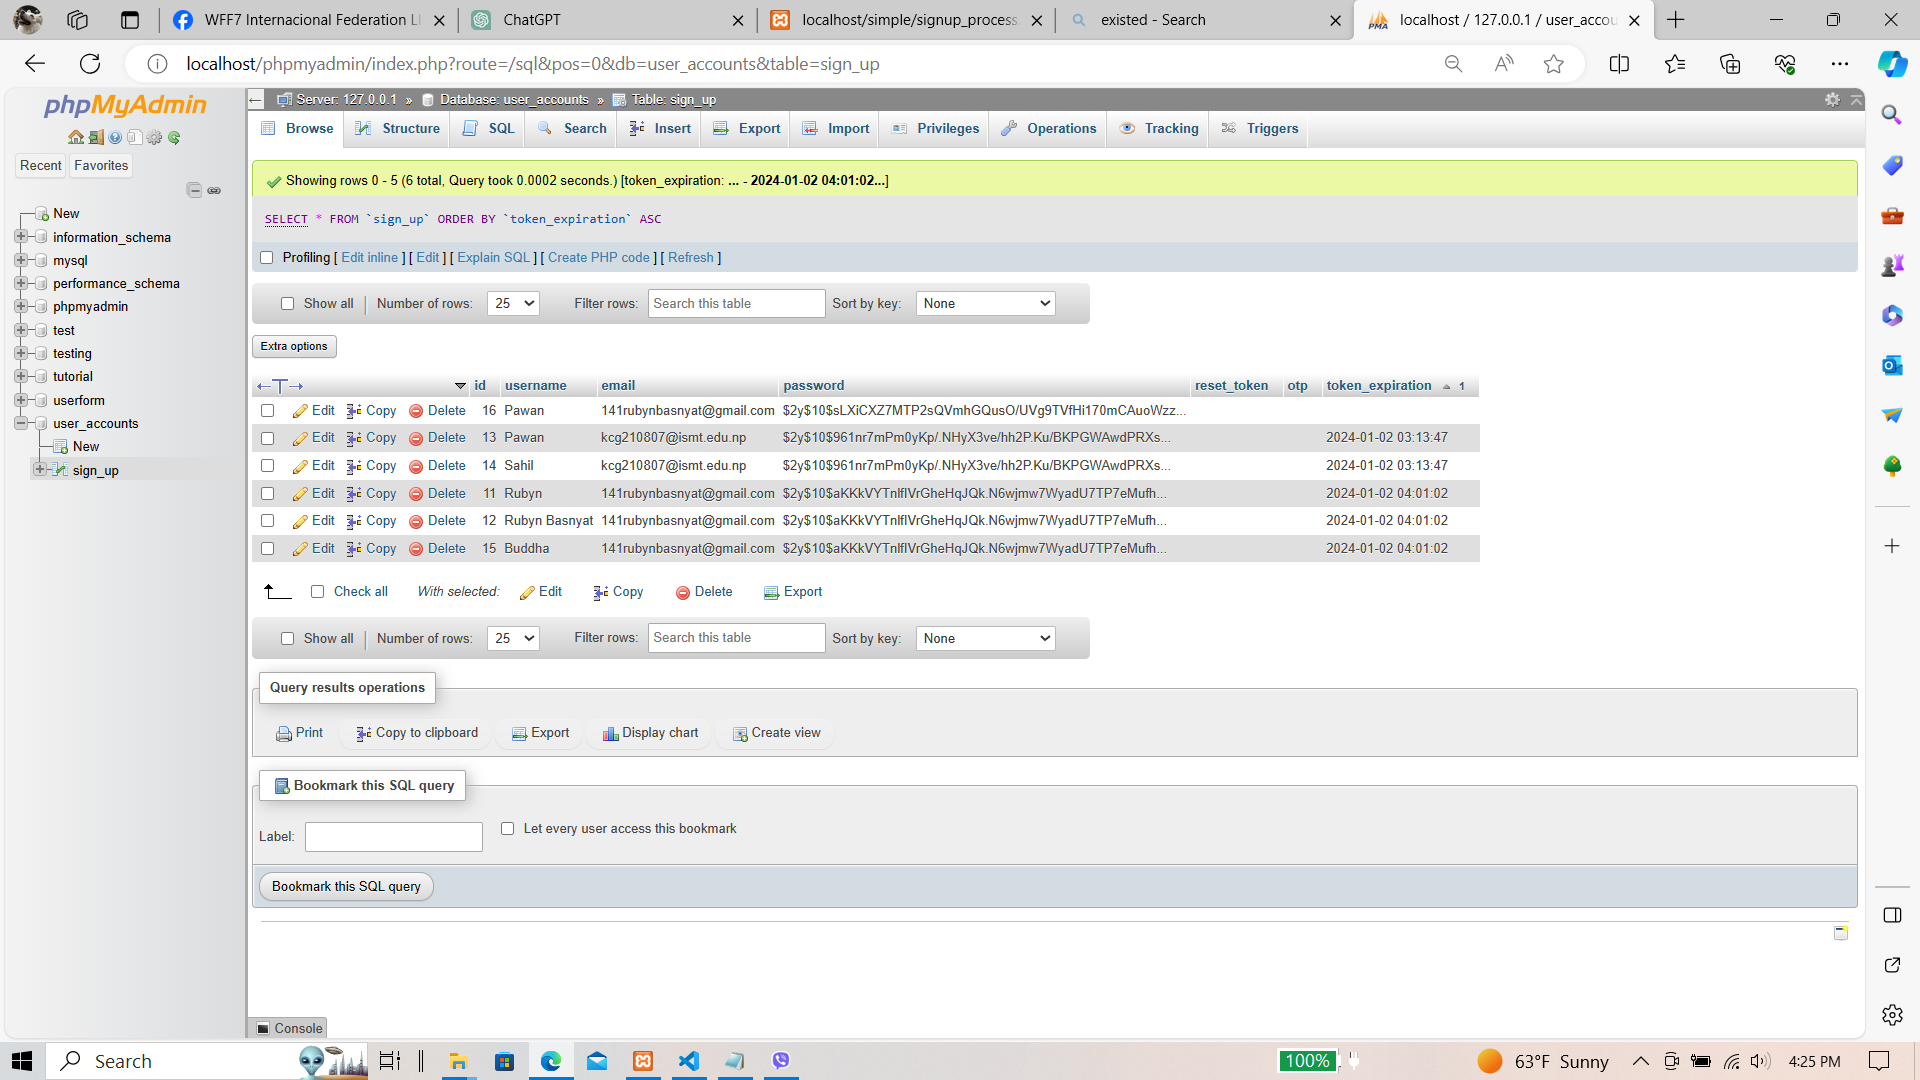 WFF7 Internacional Federation Ll
ChatGPT
localhost/simple/signup_process.
existed - Search
localhost / 127.0.0.1 / user_accou
localhost/phpmyadmin/index.php?route=/sql&pos=0&db=user_accounts&table=sign_up
phpMyAdmin
Recent
Favorites
New
information_schema
mysql
performance_schema
phpmyadmin
test
testing
tutorial
userform
user_accounts
New
sign_up
Server: 127.0.0.1 » Database: user_accounts » Table: sign_up
Browse Structure SQL Search Insert Export Import Privileges Operations Tracking Triggers
Showing rows 0 - 5 (6 total, Query took 0.0002 seconds.) [token_expiration: ... - 2024-01-02 04:01:02...]
SELECT * FROM `sign_up` ORDER BY `token_expiration` ASC
Profiling [ Edit inline ] [ Edit ] [ Explain SQL ] [ Create PHP code ] [ Refresh ]
Show all Number of rows: 25 Filter rows: Search this table Sort by key: None
Extra options
id username email password reset_token otp token_expiration 1
Edit Copy Delete 16 Pawan 141rubynbasnyat@gmail.com $2y$10$sLXiCXZ7MTP2sQVmhGQusO/UVg9TVfHi170mCAuoWzz...
Edit Copy Delete 13 Pawan kcg210807@ismt.edu.np $2y$10$961nr7mPm0yKp/.NHyX3ve/hh2P.Ku/BKPGWAwdPRXs... 2024-01-02 03:13:47
Edit Copy Delete 14 Sahil kcg210807@ismt.edu.np $2y$10$961nr7mPm0yKp/.NHyX3ve/hh2P.Ku/BKPGWAwdPRXs... 2024-01-02 03:13:47
Edit Copy Delete 11 Rubyn 141rubynbasnyat@gmail.com $2y$10$aKKkVYTnlfIVrGheHqJQk.N6wjmw7WyadU7TP7eMufh... 2024-01-02 04:01:02
Edit Copy Delete 12 Rubyn Basnyat 141rubynbasnyat@gmail.com $2y$10$aKKkVYTnlfIVrGheHqJQk.N6wjmw7WyadU7TP7eMufh... 2024-01-02 04:01:02
Edit Copy Delete 15 Buddha 141rubynbasnyat@gmail.com $2y$10$aKKkVYTnlfIVrGheHqJQk.N6wjmw7WyadU7TP7eMufh... 2024-01-02 04:01:02
Check all With selected: Edit Copy Delete Export
Show all Number of rows: 25 Filter rows: Search this table Sort by key: None
Query results operations
Print Copy to clipboard Export Display chart Create view
Bookmark this SQL query
Label: Let every user access this bookmark
Bookmark this SQL query
Console
Search
100%
63°F Sunny
4:25 PM